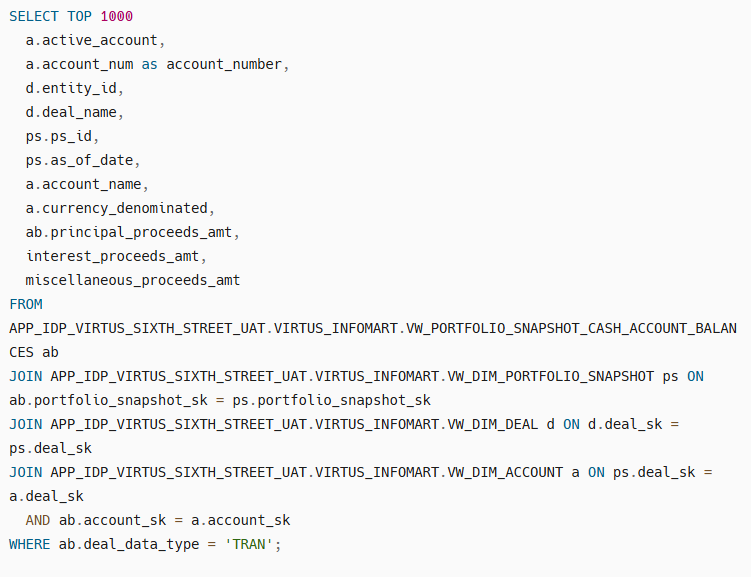 SELECT TOP 1000
a.active_account,
a.account_num as account_number,
d.entity_id,
d.deal_name,
ps.ps_id,
ps.as_of_date,
a.account_name,
a.currency_denominated,
ab.principal_proceeds_amt,
interest_proceeds_amt,
miscellaneous_proceeds_amt
FROM
APP_IDP_VIRTUS_SIXTH_STREET_UAT.VIRTUS_INFOMART.VW_PORTFOLIO_SNAPSHOT_CASH_ACCOUNT_BALAN
CES ab
JOIN APP_IDP_VIRTUS_SIXTH_STREET_UAT.VIRTUS_INFOMART.VW_DIM_PORTFOLIO_SNAPSHOT ps ON
ab.portfolio_snapshot_sk = ps.portfolio_snapshot_sk
JOIN APP_IDP_VIRTUS_SIXTH_STREET_UAT.VIRTUS_INFOMART.VW_DIM_DEAL d ON d.deal_sk =
ps.deal_sk
JOIN APP_IDP_VIRTUS_SIXTH_STREET_UAT.VIRTUS_INFOMART.VW_DIM_ACCOUNT a ON ps.deal_sk =
a.deal_sk
AND ab.account_sk = a.account_sk
WHERE ab.deal_data_type = 'TRAN';